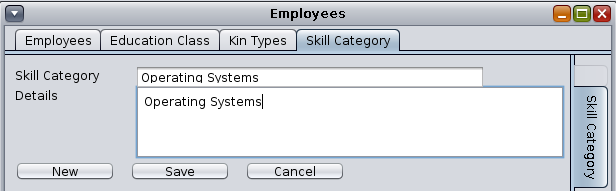 Employees
Employees Education Class Kin Types Skill Category
Skill Category Operating Systems
Details Operating Systems
Skill Category
New Save Cancel